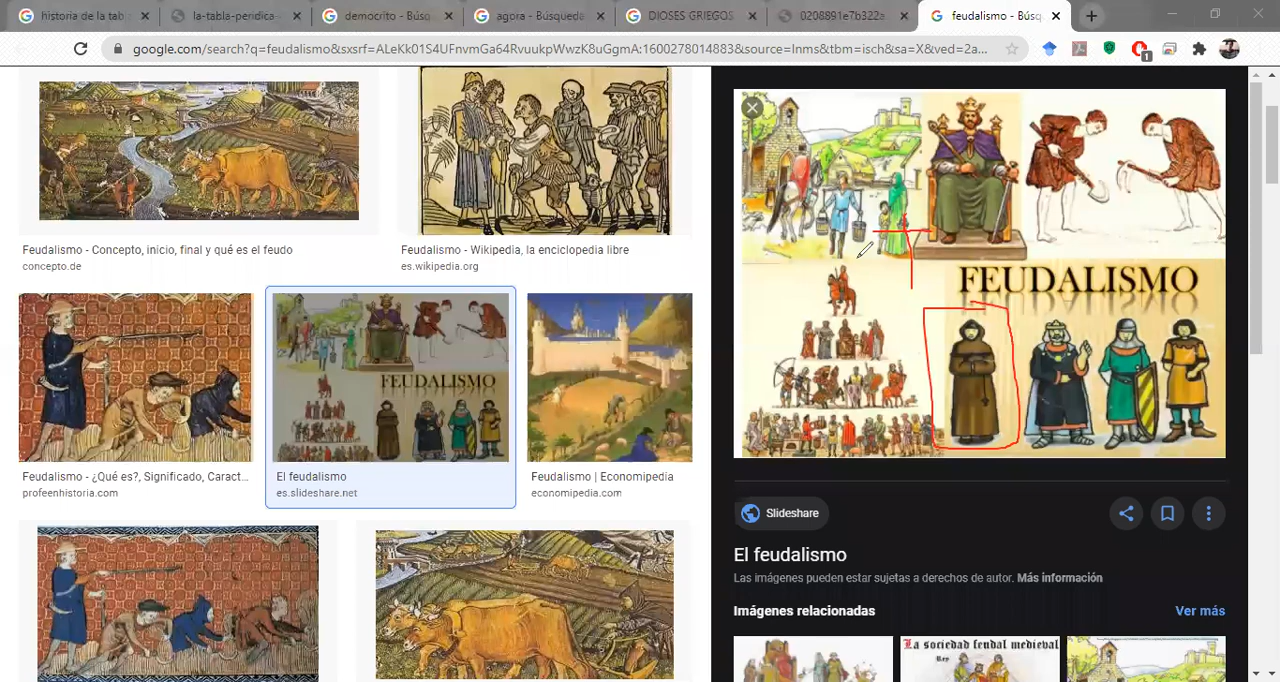 historia de la tab
la-tabla-peridica-
democrito - Búsq
agora - Búsqueda
DIOSES GRIEGOS
0208891e7b322a
feudalismo - Búsq
google.com/search?q=feudalismo&sxsrf=ALeKk01S4UFnvmGa64RvuukpWwzK8uGgmA:1600278014883&source=lnms&tbm=isch&sa=X&ved=2a...
1
FEUDALISMO
Feudalismo - Concepto, inicio, final y qué es el feudo
concepto.de
Feudalismo - Wikipedia, la enciclopedia libre
es.wikipedia.org
FEUDALISMO
Feudalismo - ¿Qué es?, Significado, Caract...
profeenhistoria.com
El feudalismo
es.slideshare.net
Feudalismo | Economipedia
economipedia.com
Slideshare
El feudalismo
Las imágenes pueden estar sujetas a derechos de autor. Más información
Imágenes relacionadas
Ver más
La sociedad feudal medieval
Rey